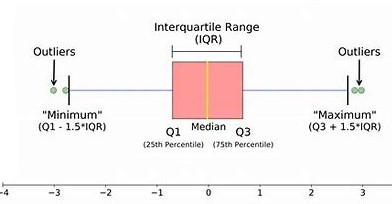 Interquartile Range
(IQR)
Outliers
Outliers
"Minimum"
(Q1 - 1.5*IQR)
"Maximum"
(Q3 + 1.5*IQR)
Q1
Median
Q3
(25th Percentile)
(75th Percentile)
-4
-3
-2
-1
0
1
2
3